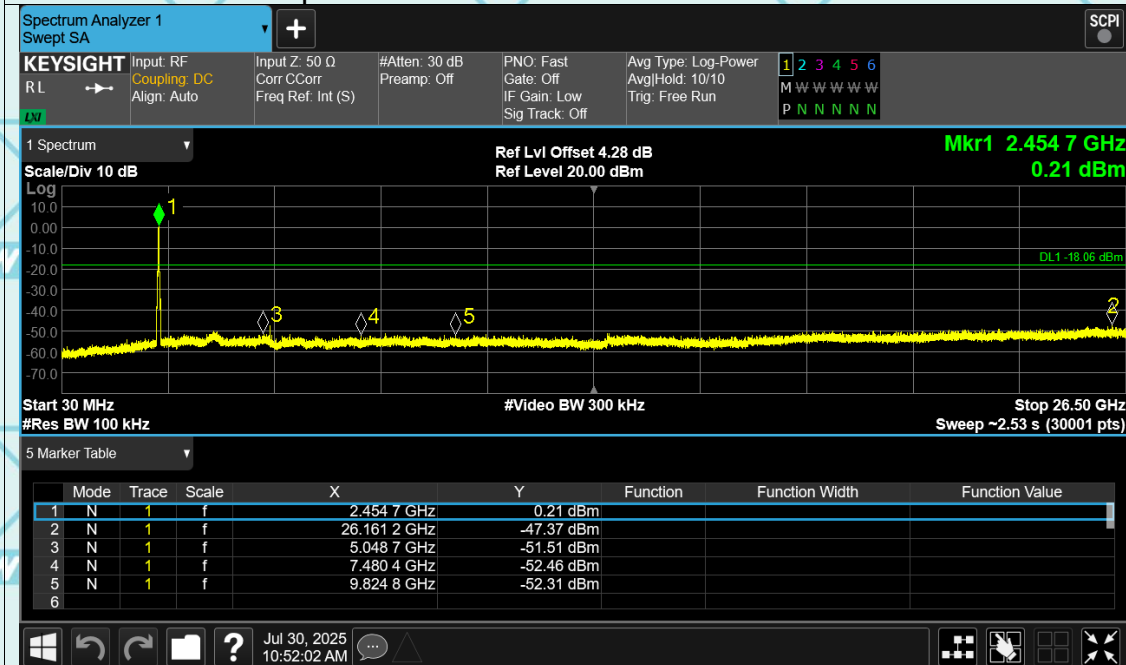 Spectrum Analyzer 1
Swept SA
+
SCPI
KEYSIGHT
RL
LXI
Input: RF
Coupling: DC
Align: Auto
Input Z: 50 Ω
Corr CCorr
Freq Ref: Int (S)
#Atten: 30 dB
Preamp: Off
PNO: Fast
Gate: Off
IF Gain: Low
Sig Track: Off
Avg Type: Log-Power
Avg|Hold: 10/10
Trig: Free Run
1 2 3 4 5 6
M W W W W W
P N N N N N
1 Spectrum
Scale/Div 10 dB
Ref Lvl Offset 4.28 dB
Ref Level 20.00 dBm
Mkr1 2.454 7 GHz
0.21 dBm
Log
10.0
0.00
-10.0
-20.0
-30.0
-40.0
-50.0
-60.0
-70.0
1
DL1 -18.06 dBm
3
4
5
2
Start 30 MHz
#Video BW 300 kHz
Stop 26.50 GHz
#Res BW 100 kHz
Sweep ~2.53 s (30001 pts)
5 Marker Table
Mode Trace Scale X Y Function Function Width Function Value
1 N 1 f 2.454 7 GHz 0.21 dBm
2 N 1 f 26.161 2 GHz -47.37 dBm
3 N 1 f 5.048 7 GHz -51.51 dBm
4 N 1 f 7.480 4 GHz -52.46 dBm
5 N 1 f 9.824 8 GHz -52.31 dBm
6
?
Jul 30, 2025
10:52:02 AM